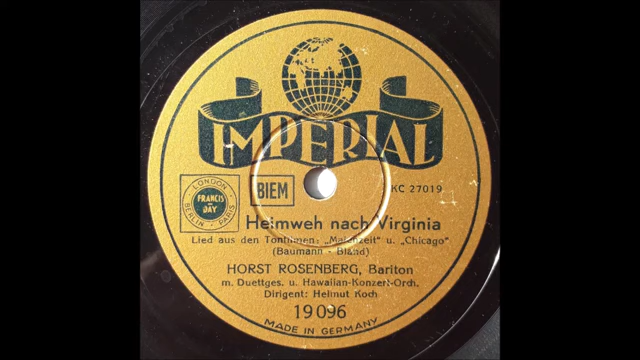 IMPERIAL
KC 27019
BIEM
LONDON
FRANCIS
DAY
BERLIN - PARIS
Heimweh nach Virginia
Lied aus den Tonfilmen: „Maienzeit" u. „Chicago"
(Baumann - Bland)
HORST ROSENBERG, Bariton
m. Duettges. u. Hawaiian-Konzert-Orch.
Dirigent: Helmut Koch
19096
MADE IN GERMANY